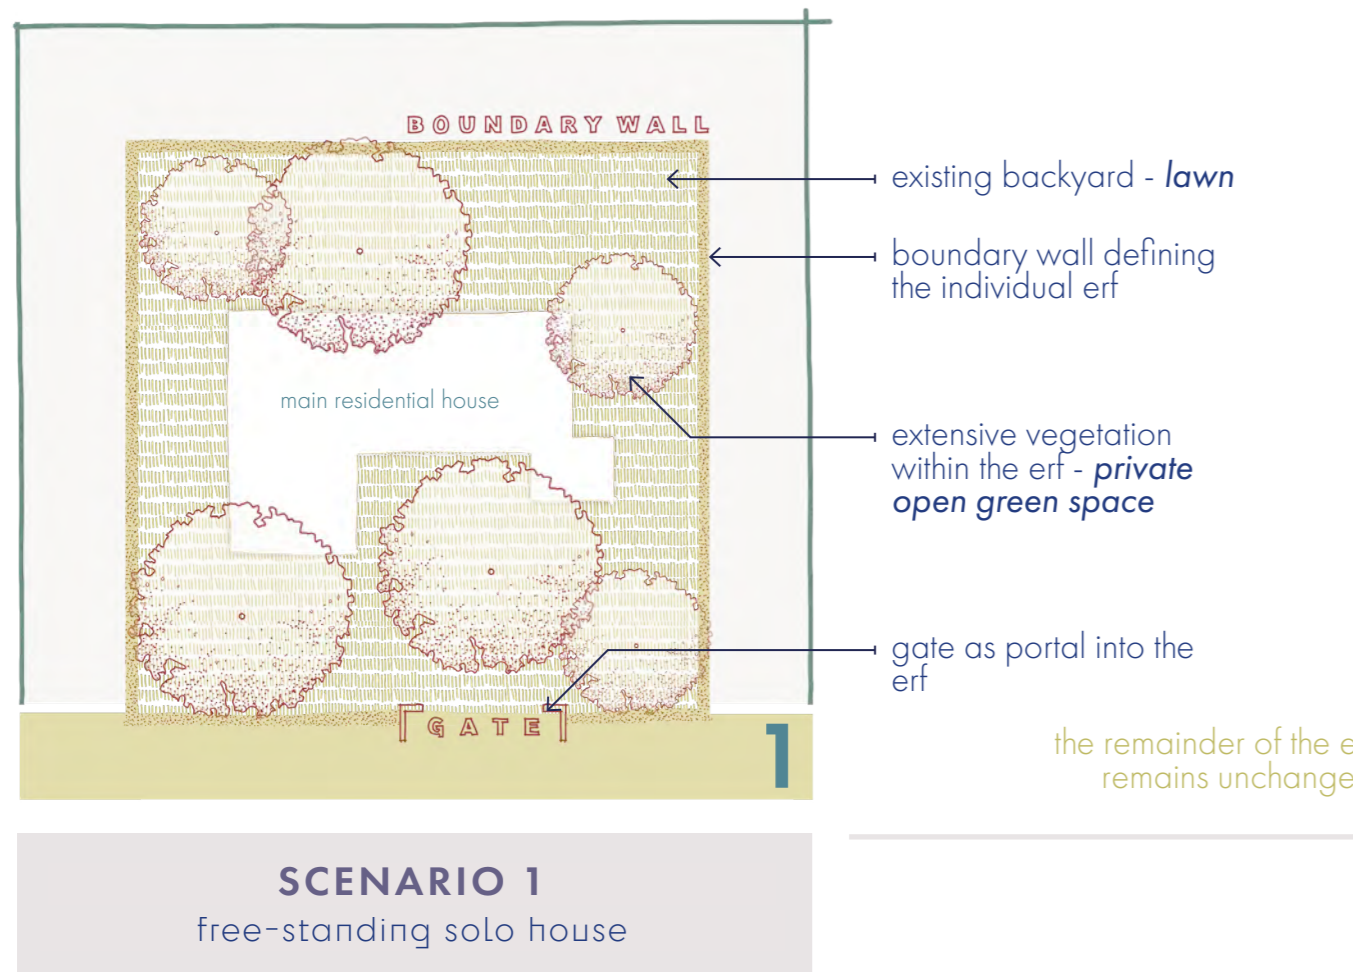 BOUNDARY WALL
existing backyard - lawn
boundary wall defining
the individual erf
main residential house
extensive vegetation
within the erf - private
open green space
gate as portal into the
erf
GATE
1
the remainder of the e
remains unchange
SCENARIO 1
free-standing solo house